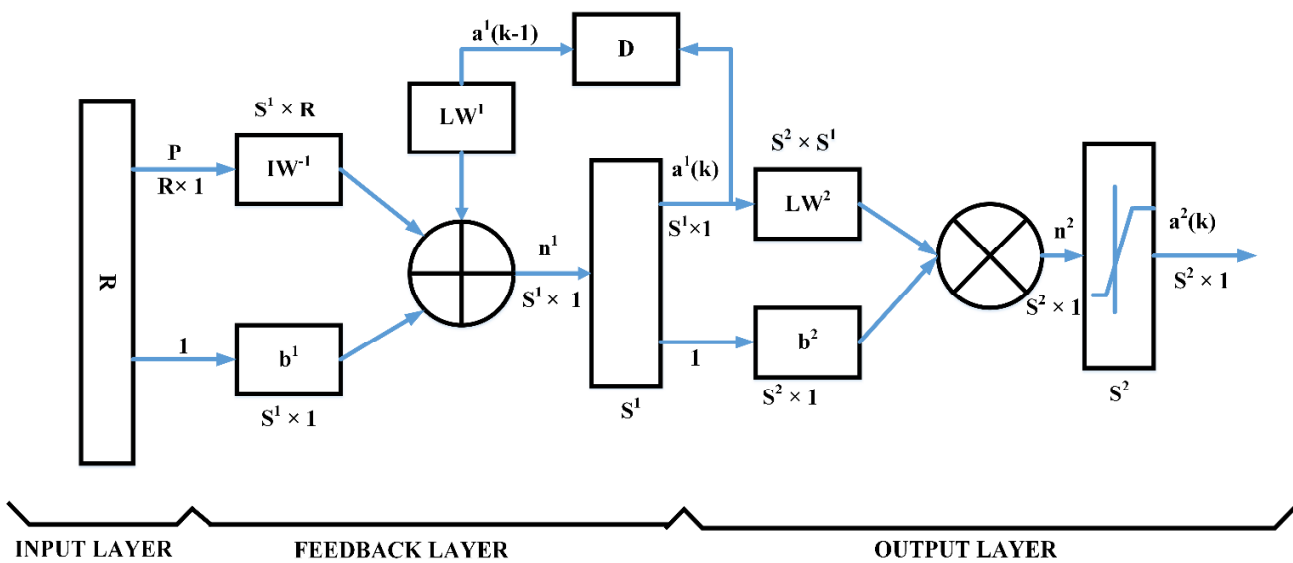 a¹(k-1)
D
S¹ × R
LW¹
S² × S¹
P
R× 1
IW⁻¹
a¹(k)
LW²
S¹×1
R
n¹
S¹ × 1
n²
S² × 1
a²(k)
S² × 1
1
b¹
S¹ × 1
1
b²
S² × 1
S¹
S²
INPUT LAYER
FEEDBACK LAYER
OUTPUT LAYER